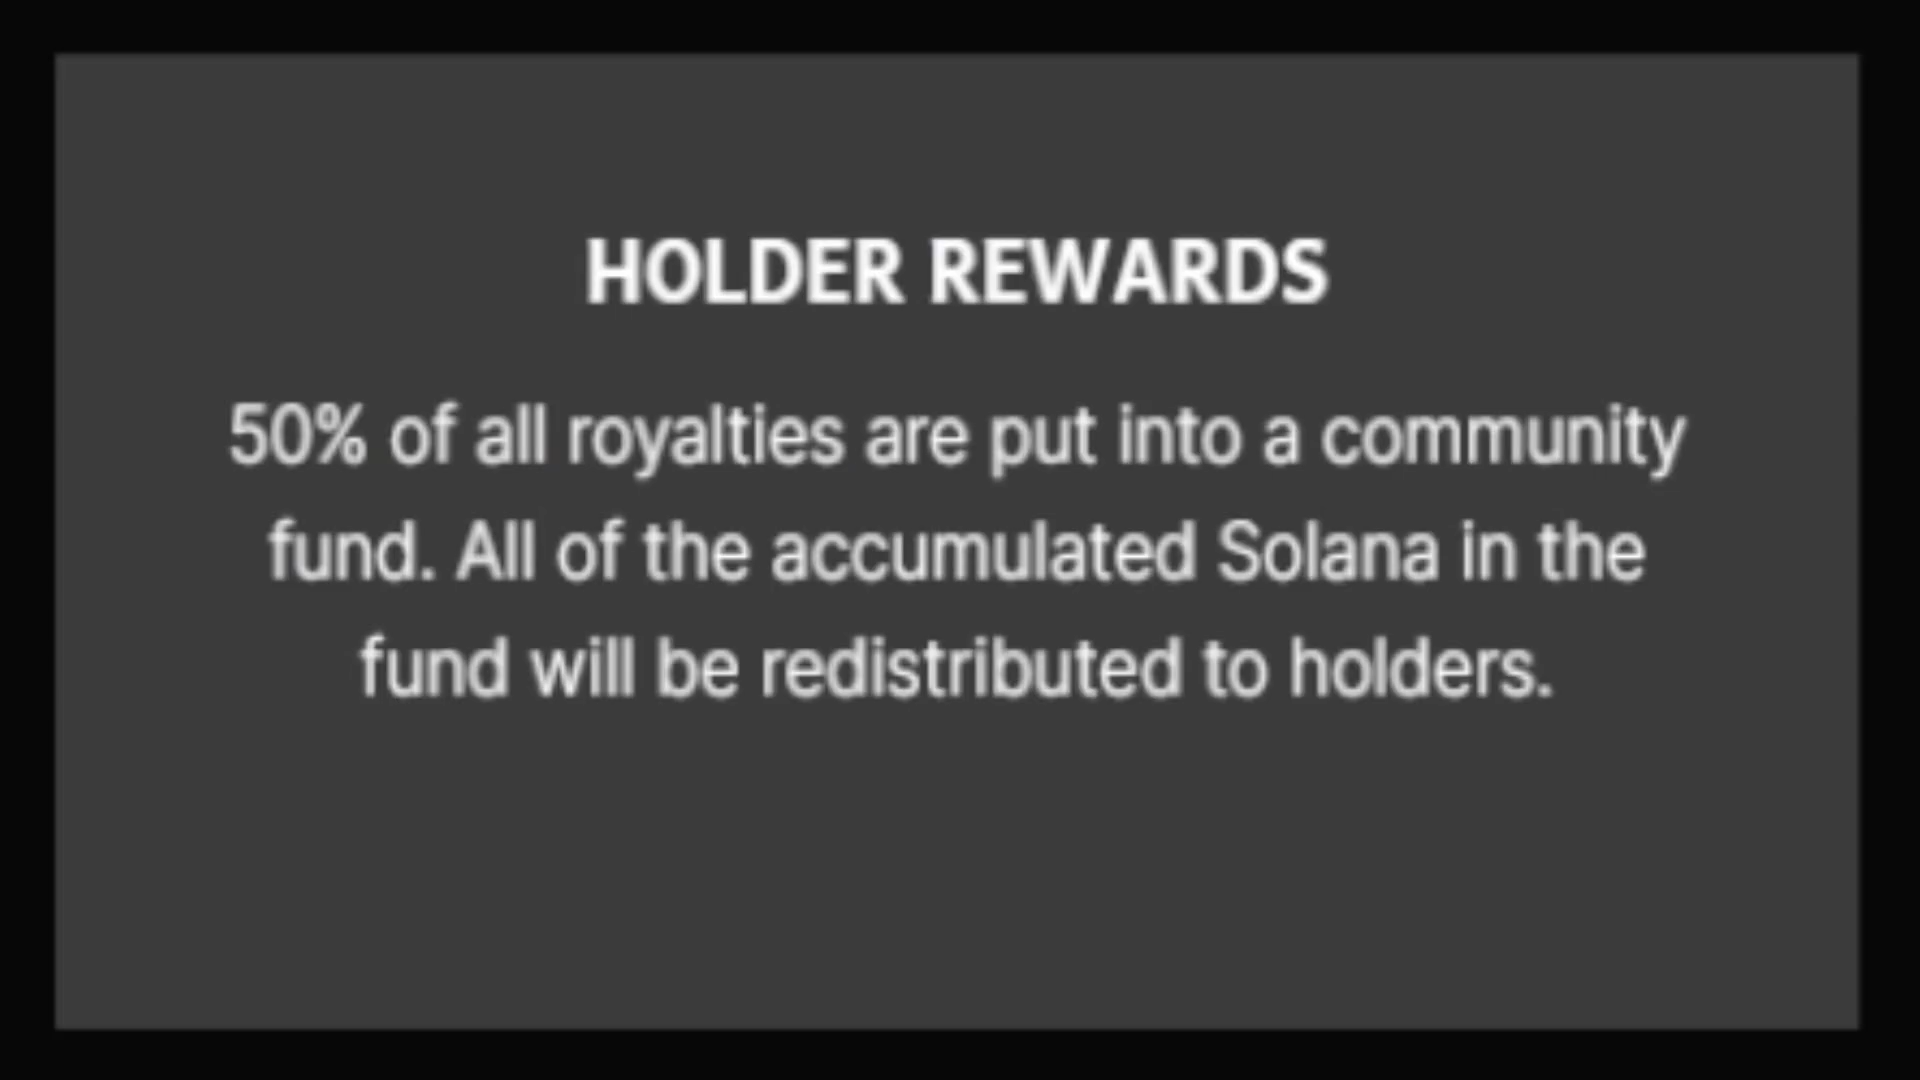 HOLDER REWARDS
50% of all royalties are put into a community
fund. All of the accumulated Solana in the
fund will be redistributed to holders.